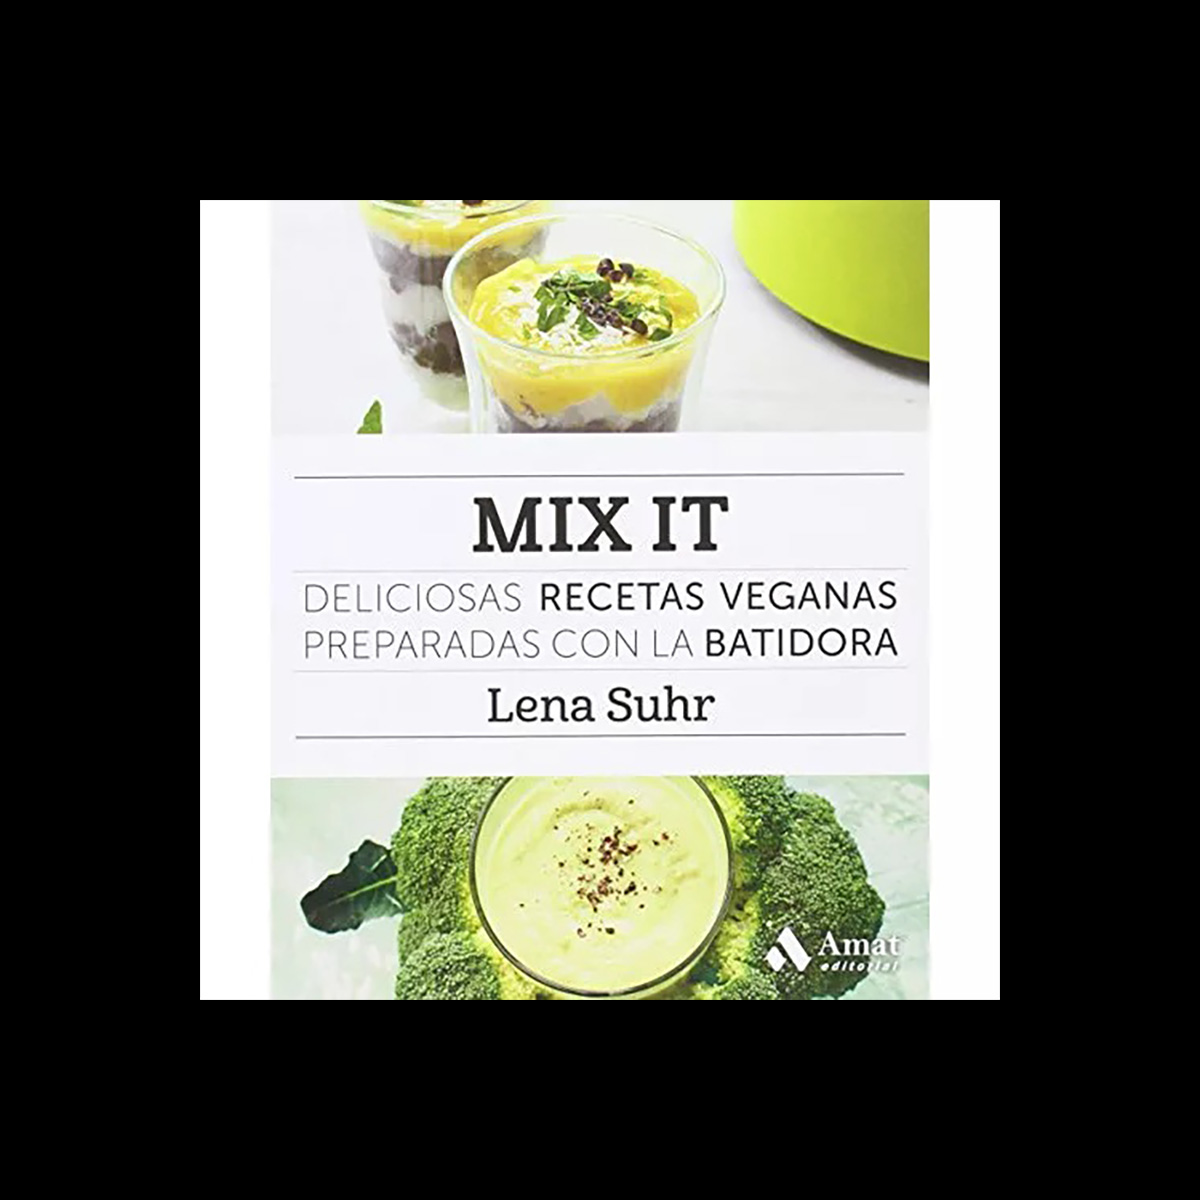 MIX IT
DELICIOSAS RECETAS VEGANAS
PREPARADAS CON LA BATIDORA
Lena Suhr
Amat
editorial